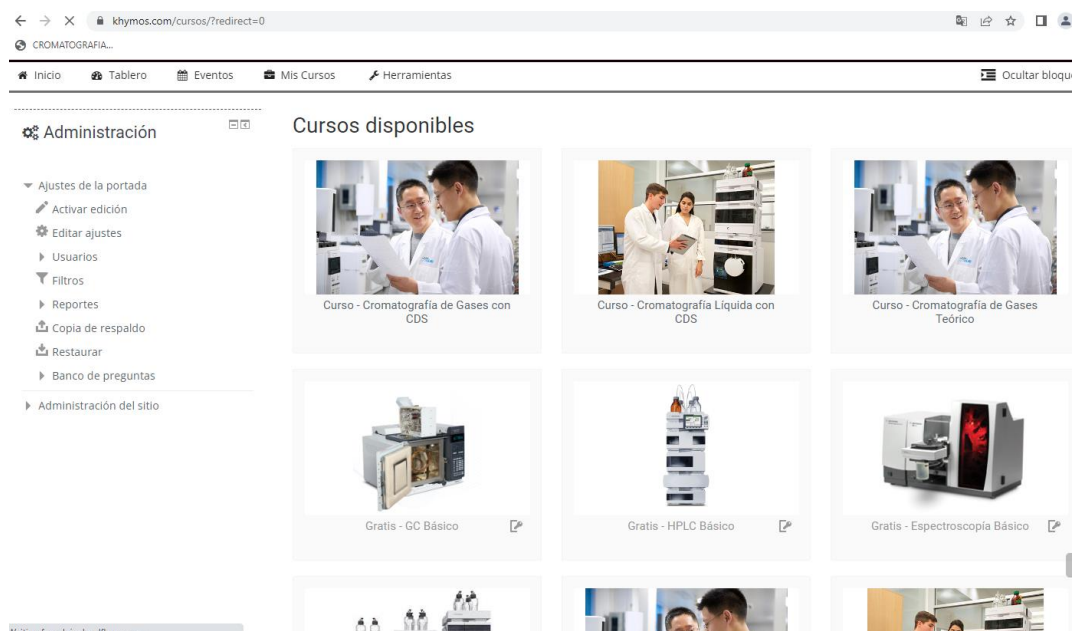 khymos.com/cursos/?redirect=0
CROMATOGRAFIA...
Inicio Tablero Eventos Mis Cursos Herramientas Ocultar bloque
Administración
Ajustes de la portada
Activar edición
Editar ajustes
Usuarios
Filtros
Reportes
Copia de respaldo
Restaurar
Banco de preguntas
Administración del sitio
Cursos disponibles
Curso - Cromatografía de Gases con
CDS
Curso - Cromatografía Líquida con
CDS
Curso - Cromatografía de Gases
Teórico
Gratis - GC Básico
Gratis - HPLC Básico
Gratis - Espectroscopía Básico